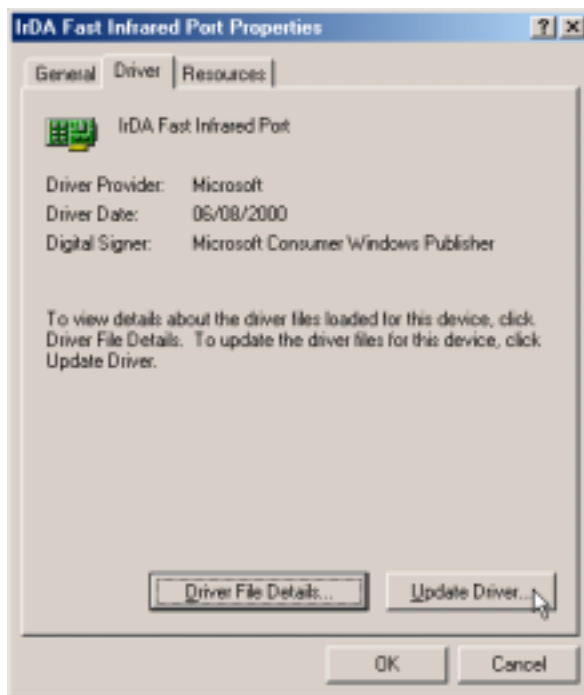 IrDA Fast Infrared Port Properties
General Driver Resources
IrDA Fast Infrared Port
Driver Provider: Microsoft
Driver Date: 06/08/2000
Digital Signer: Microsoft Consumer Windows Publisher
To view details about the driver files loaded for this device, click
Driver File Details. To update the driver files for this device, click
Update Driver.
Driver File Details... Update Driver...
OK Cancel